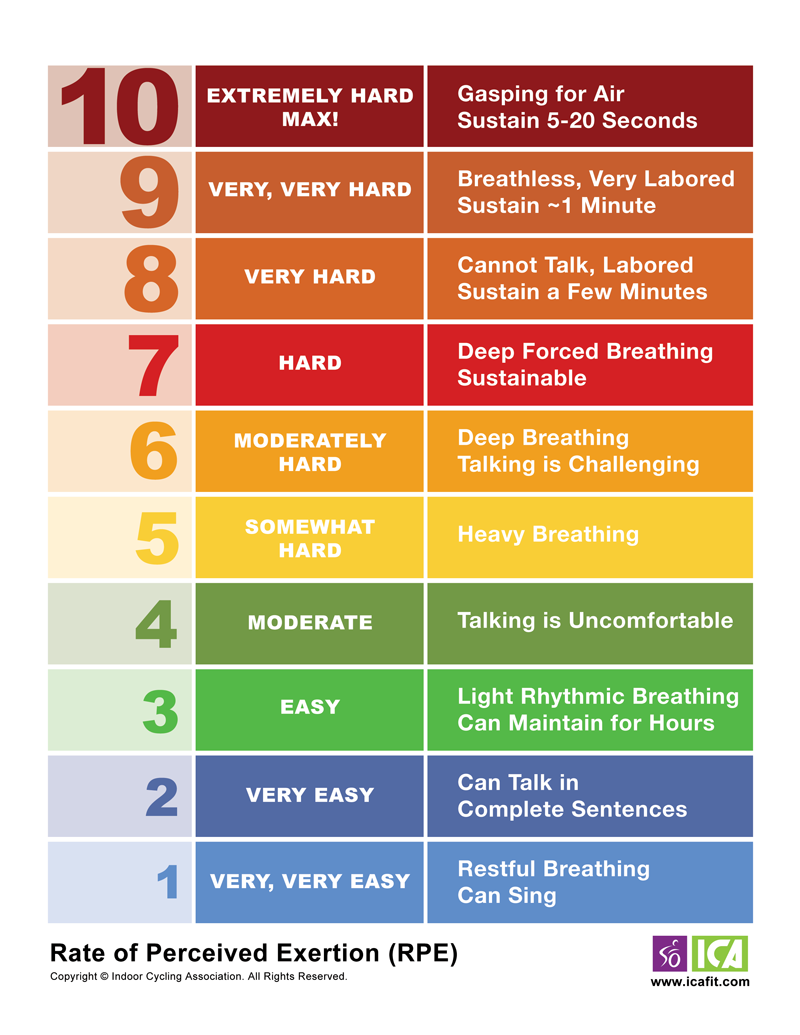 10
EXTREMELY HARD
MAX!
Gasping for Air
Sustain 5-20 Seconds
9
VERY, VERY HARD
Breathless, Very Labored
Sustain ~1 Minute
8
VERY HARD
Cannot Talk, Labored
Sustain a Few Minutes
7
HARD
Deep Forced Breathing
Sustainable
6
MODERATELY
HARD
Deep Breathing
Talking is Challenging
5
SOMEWHAT
HARD
Heavy Breathing
4
MODERATE
Talking is Uncomfortable
3
EASY
Light Rhythmic Breathing
Can Maintain for Hours
2
VERY EASY
Can Talk in
Complete Sentences
1
VERY, VERY EASY
Restful Breathing
Can Sing
Rate of Perceived Exertion (RPE)
Copyright © Indoor Cycling Association. All Rights Reserved.
ICA
www.icafit.com